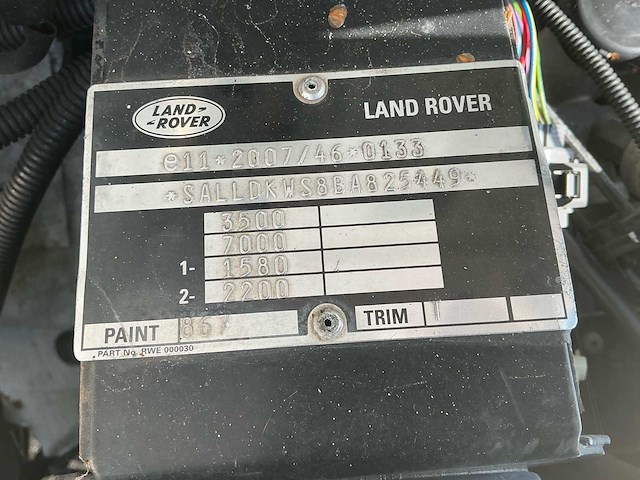 LAND-
-ROVER
LAND ROVER
e11*2007/46*0133
*SALLDKWS8BA825449*
3500
7000
1- 1580
2- 2200
PAINT 867 TRIM
PART No. RWE 000030